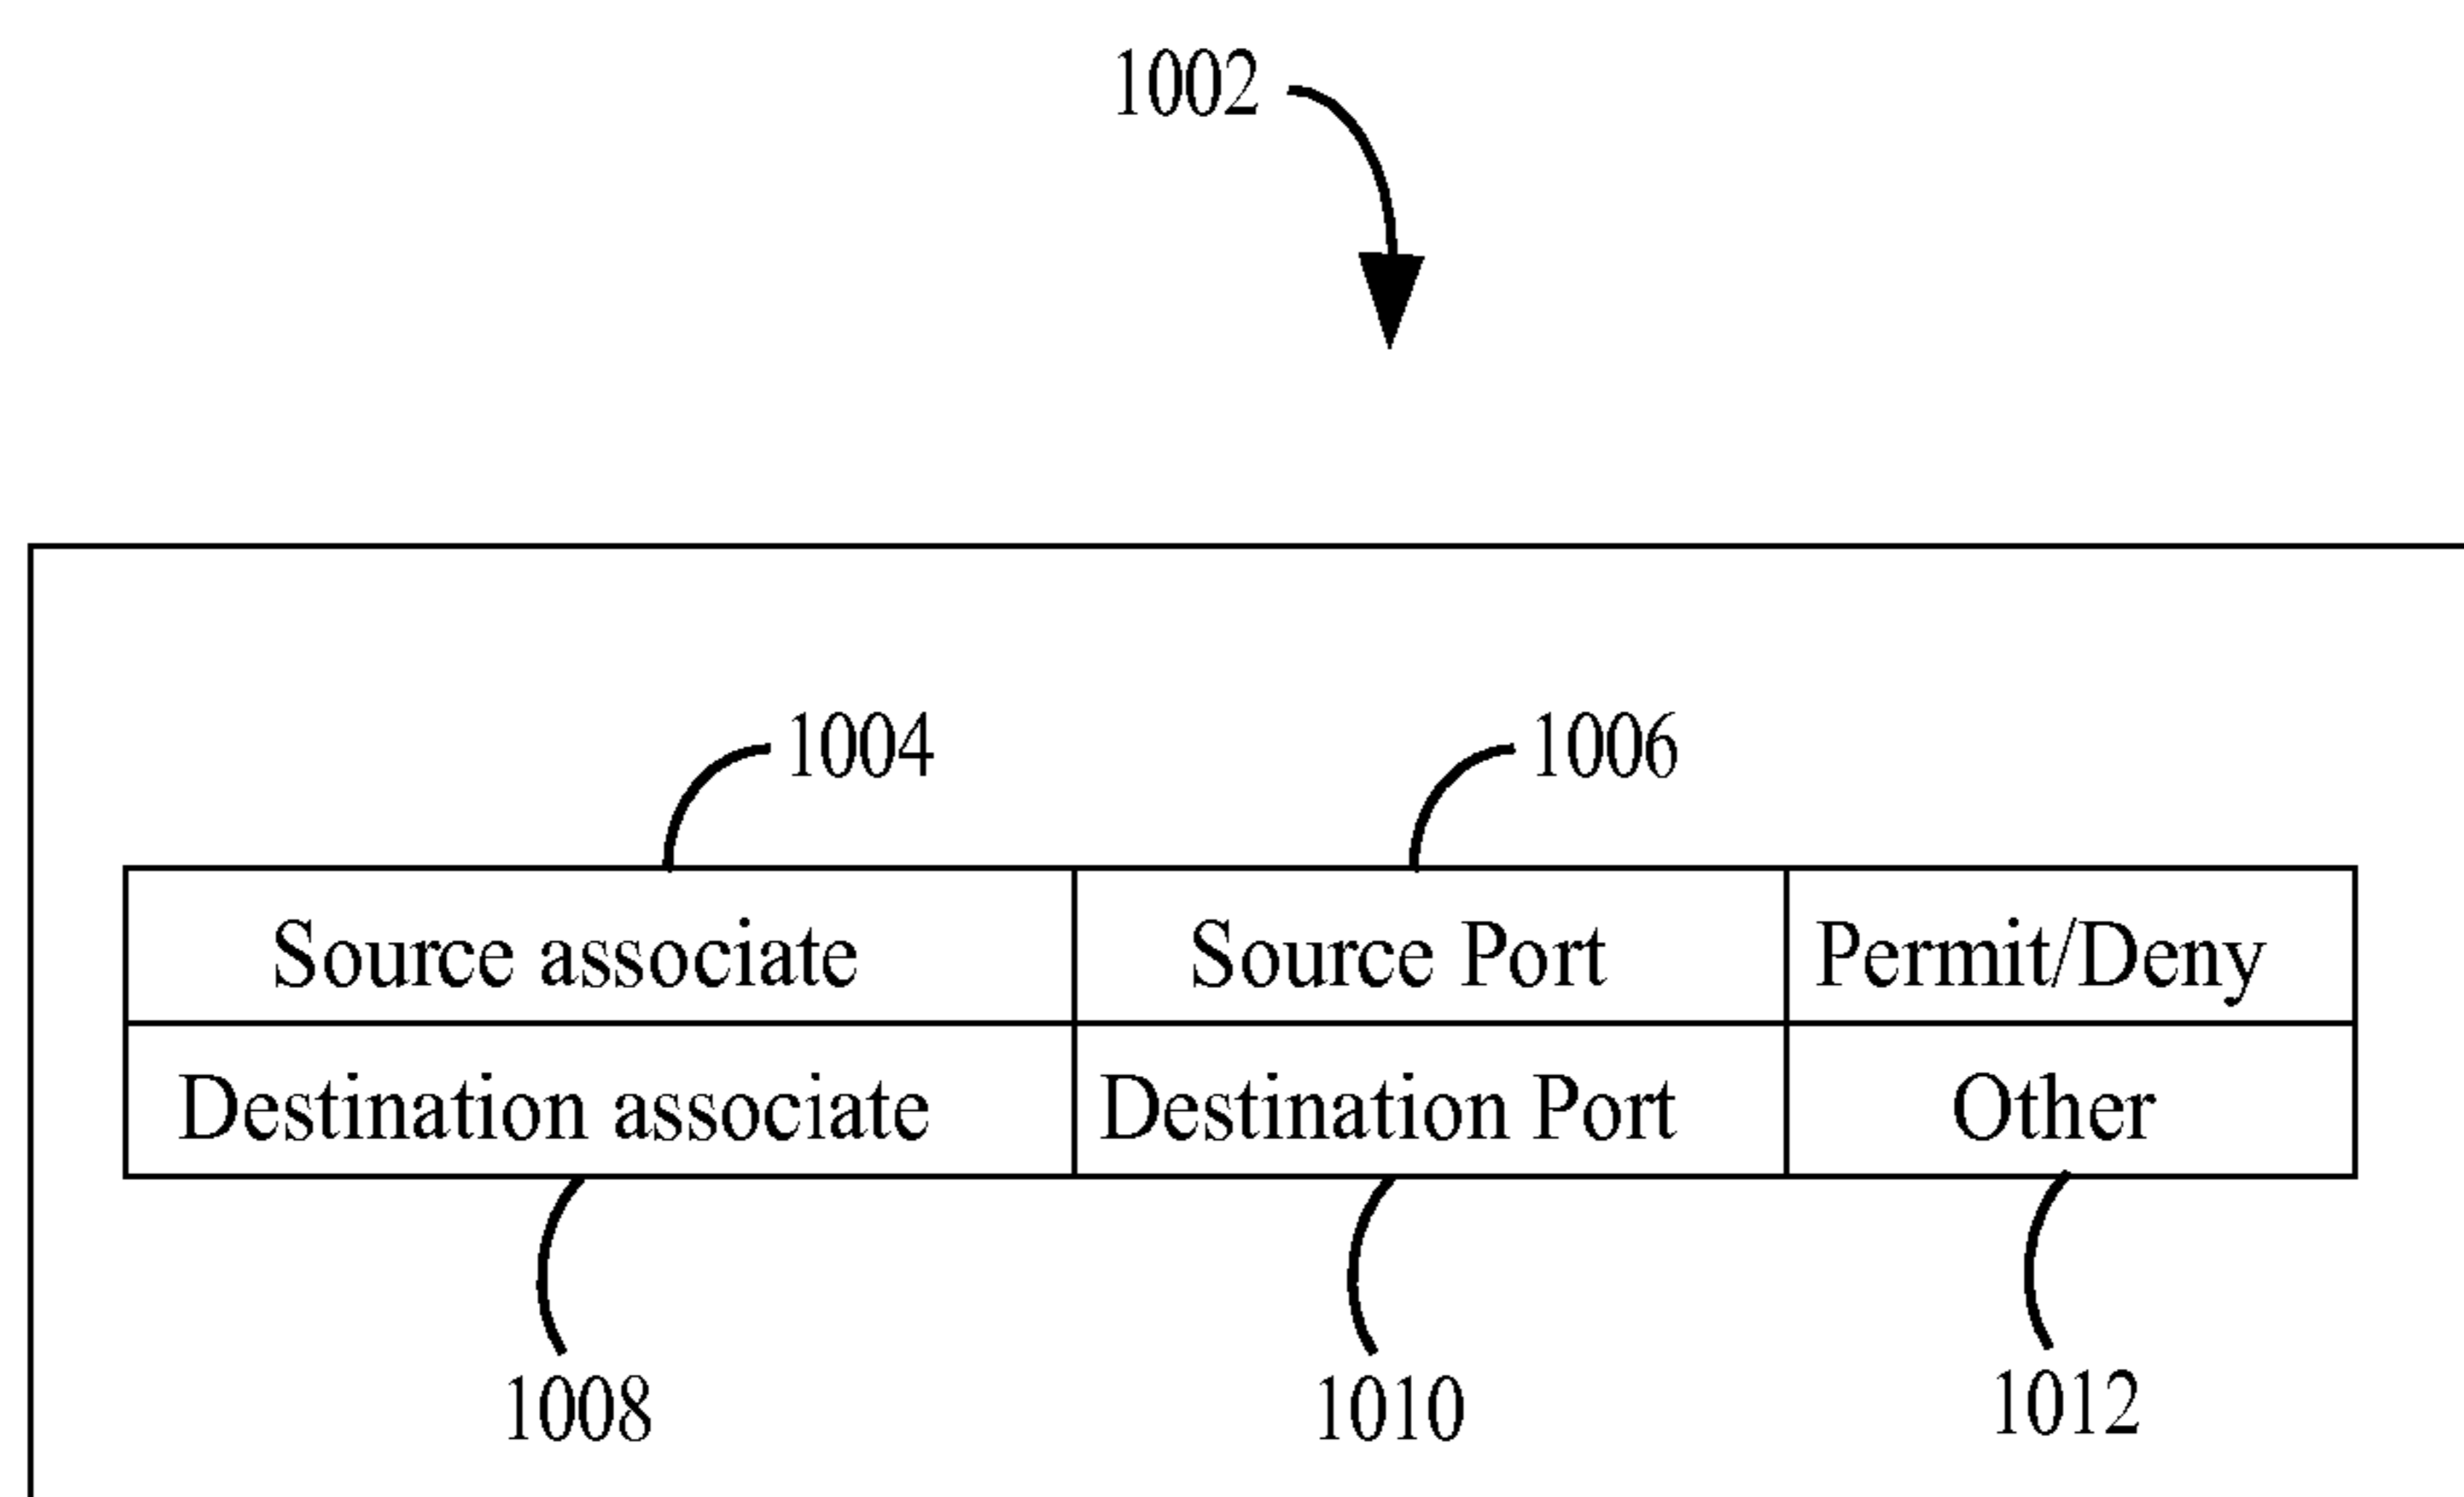 1002
1004 1006
Source associate Source Port Permit/Deny
Destination associate Destination Port Other
1008 1010 1012